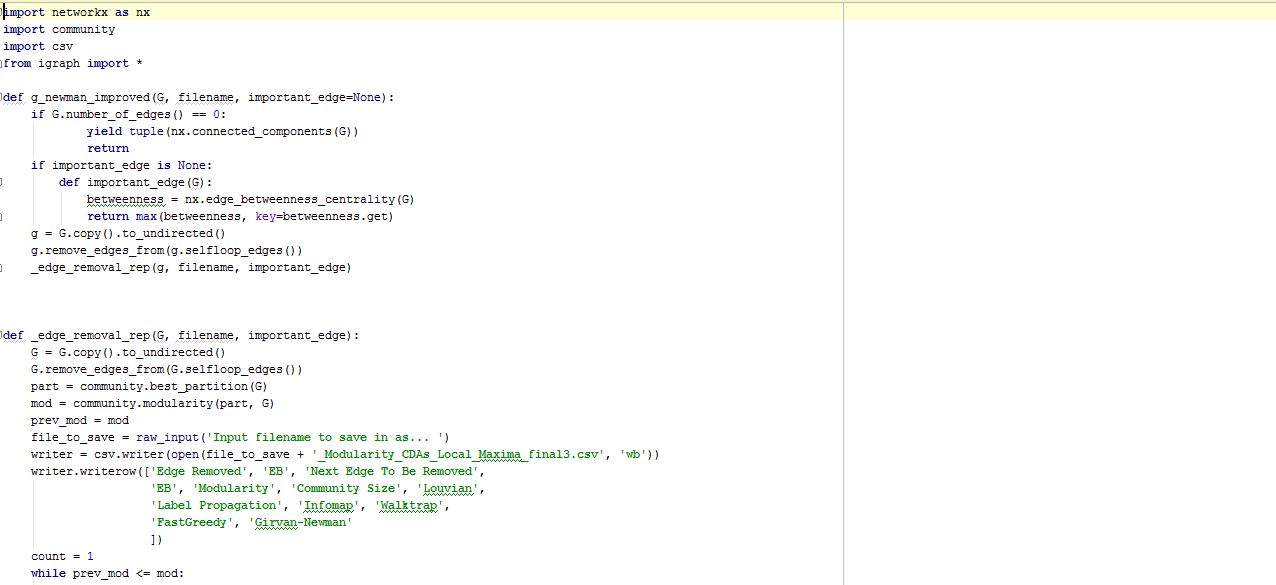 import networkx as nx
import community
import csv
from igraph import *
def g_newman_improved(G, filename, important_edge=None):
    if G.number_of_edges() == 0:
            yield tuple(nx.connected_components(G))
            return
    if important_edge is None:
        def important_edge(G):
            betweenness = nx.edge_betweenness_centrality(G)
            return max(betweenness, key=betweenness.get)
    g = G.copy().to_undirected()
    g.remove_edges_from(g.selfloop_edges())
    _edge_removal_rep(g, filename, important_edge)
def _edge_removal_rep(G, filename, important_edge):
    G = G.copy().to_undirected()
    G.remove_edges_from(G.selfloop_edges())
    part = community.best_partition(G)
    mod = community.modularity(part, G)
    prev_mod = mod
    file_to_save = raw_input('Input filename to save in as... ')
    writer = csv.writer(open(file_to_save + '_Modularity_CDAs_Local_Maxima_final3.csv', 'wb'))
    writer.writerow(['Edge Removed', 'EB', 'Next Edge To Be Removed',
                     'EB', 'Modularity', 'Community Size', 'Louvian',
                     'Label Propagation', 'Infomap', 'Walktrap',
                     'FastGreedy', 'Girvan-Newman'
                     ])
    count = 1
    while prev_mod <= mod: